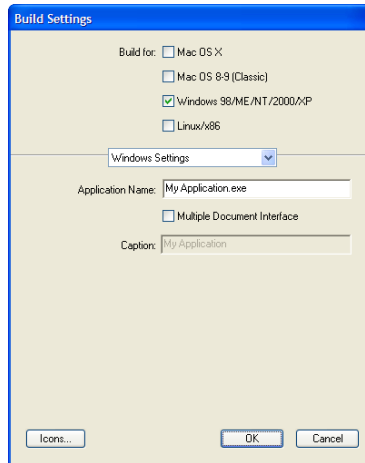 Build Settings
Build for: Mac OS X
Mac OS 8-9 (Classic)
Windows 98/ME/NT/2000/XP
Linux/x86
Windows Settings
Application Name: My Application.exe
Multiple Document Interface
Caption: My Application
Icons... OK Cancel